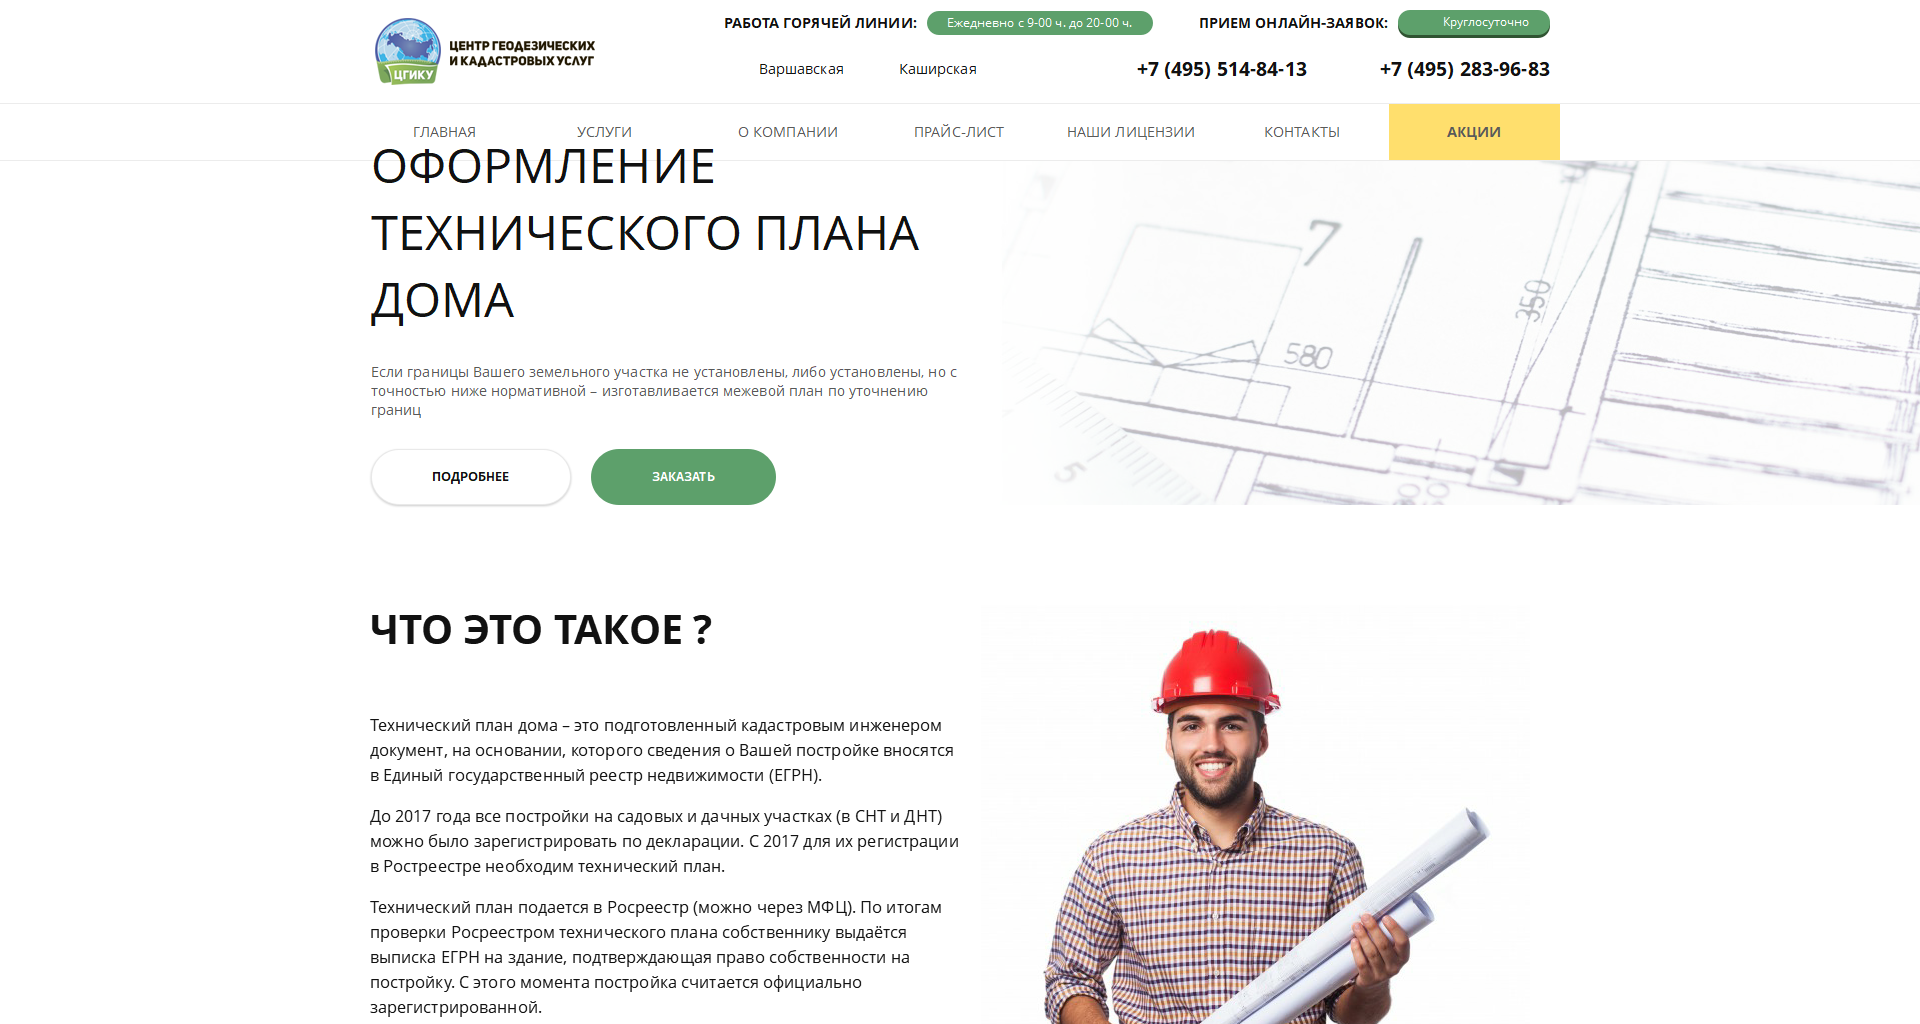 ЦЕНТР ГЕОДЕЗИЧЕСКИХ
И КАДАСТРОВЫХ УСЛУГ
ЦГИКУ
РАБОТА ГОРЯЧЕЙ ЛИНИИ: Ежедневно с 9-00 ч. до 20-00 ч. ПРИЕМ ОНЛАЙН-ЗАЯВОК: Круглосуточно
Варшавская Каширская +7 (495) 514-84-13 +7 (495) 283-96-83
ГЛАВНАЯ УСЛУГИ О КОМПАНИИ ПРАЙС-ЛИСТ НАШИ ЛИЦЕНЗИИ КОНТАКТЫ АКЦИИ
ОФОРМЛЕНИЕ
ТЕХНИЧЕСКОГО ПЛАНА
ДОМА
Если границы Вашего земельного участка не установлены, либо установлены, но с
точностью ниже нормативной – изготавливается межевой план по уточнению
границ
ПОДРОБНЕЕ ЗАКАЗАТЬ
7
350
580
5
ЧТО ЭТО ТАКОЕ ?
Технический план дома – это подготовленный кадастровым инженером
документ, на основании, которого сведения о Вашей постройке вносятся
в Единый государственный реестр недвижимости (ЕГРН).
До 2017 года все постройки на садовых и дачных участках (в СНТ и ДНТ)
можно было зарегистрировать по декларации. С 2017 для их регистрации
в Ростреестре необходим технический план.
Технический план подается в Росреестр (можно через МФЦ). По итогам
проверки Росреестром технического плана собственнику выдаётся
выписка ЕГРН на здание, подтверждающая право собственности на
постройку. С этого момента постройка считается официально
зарегистрированной.